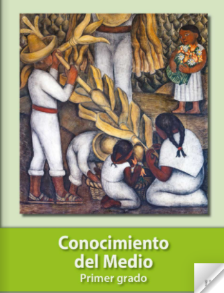 Conocimiento
del Medio
Primer grado